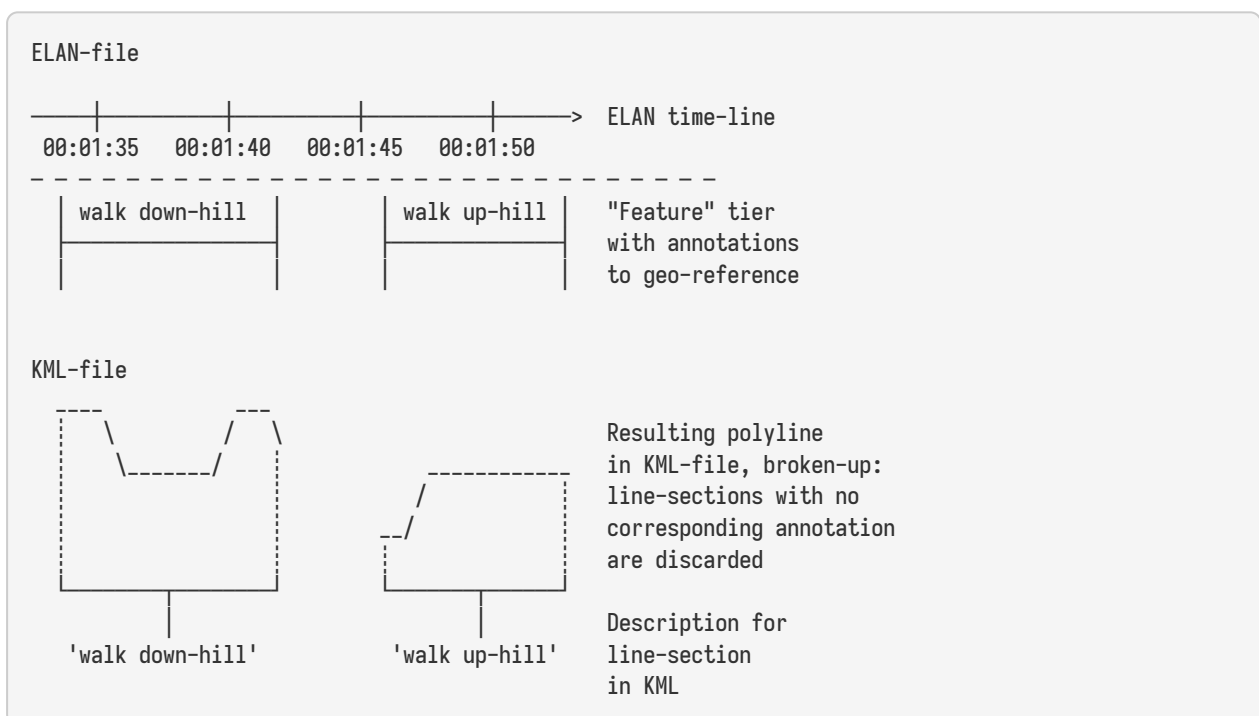 ELAN-file
ELAN time-line
00:01:35 00:01:40 00:01:45 00:01:50
walk down-hill walk up-hill "Feature" tier
with annotations
to geo-reference
KML-file
Resulting polyline
in KML-file, broken-up:
line-sections with no
corresponding annotation
are discarded
Description for
'walk down-hill' 'walk up-hill' line-section
in KML